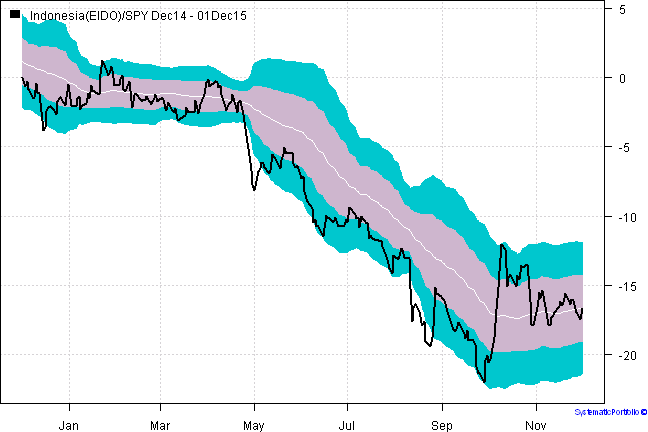 Indonesia(EIDO)/SPY Dec14 - 01Dec15
5
0
-5
-10
-15
-20
Jan Mar May Jul Sep Nov
SystematicPortfolio ©